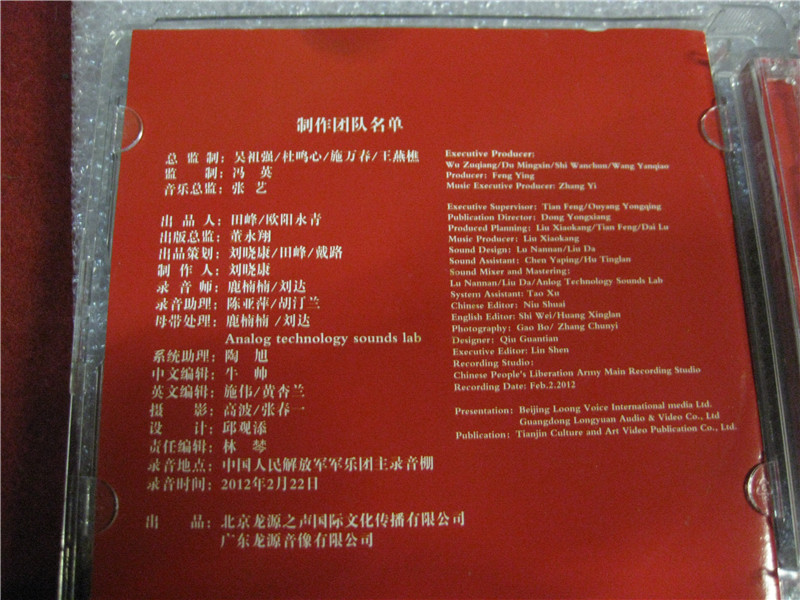 制作团队名单
总 监 制：吴祖强/杜鸣心/施万春/王燕樵
监 制：冯 英
音乐总监：张 艺
出 品 人：田峰/欧阳永青
出版总监：董永翔
出品策划：刘晓康/田峰/戴路
制 作 人：刘晓康
录 音 师：鹿楠楠/刘达
录音助理：陈亚萍/胡汀兰
母带处理：鹿楠楠/刘达
Analog technology sounds lab
系统助理：陶 旭
中文编辑：牛 帅
英文编辑：施伟/黄杏兰
摄 影：高波/张春一
设 计：邱观添
责任编辑：林 琴
录音地点：中国人民解放军军乐团主录音棚
录音时间：2012年2月22日
出 品：北京龙源之声国际文化传播有限公司
广东龙源音像有限公司
Executive Producer:
Wu Zuqiang/Du Mingxin/Shi Wanchun/Wang Yanqiao
Producer: Feng Ying
Music Executive Producer: Zhang Yi
Executive Supervisor: Tian Feng/Ouyang Yongqing
Publication Director: Dong Yongxiang
Produced Planning: Liu Xiaokang/Tian Feng/Dai Lu
Music Producer: Liu Xiaokang
Sound Design: Lu Nannan/Liu Da
Sound Assistant: Chen Yaping/Hu Tinglan
Sound Mixer and Mastering:
Lu Nannan/Liu Da/Anlog Technology Sounds Lab
System Assistant: Tao Xu
Chinese Editor: Niu Shuai
English Editor: Shi Wei/Huang Xinglan
Photography: Gao Bo/ Zhang Chunyi
Designer: Qiu Guantian
Executive Editor: Lin Shen
Recording Studio:
Chinese People's Liberation Army Main Recording Studio
Recording Date: Feb.2.2012
Presentation: Beijing Loong Voice International media Ltd.
Guangdong Longyuan Audio & Video Co., Ltd
Publication: Tianjin Culture and Art Video Publication Co., Ltd.